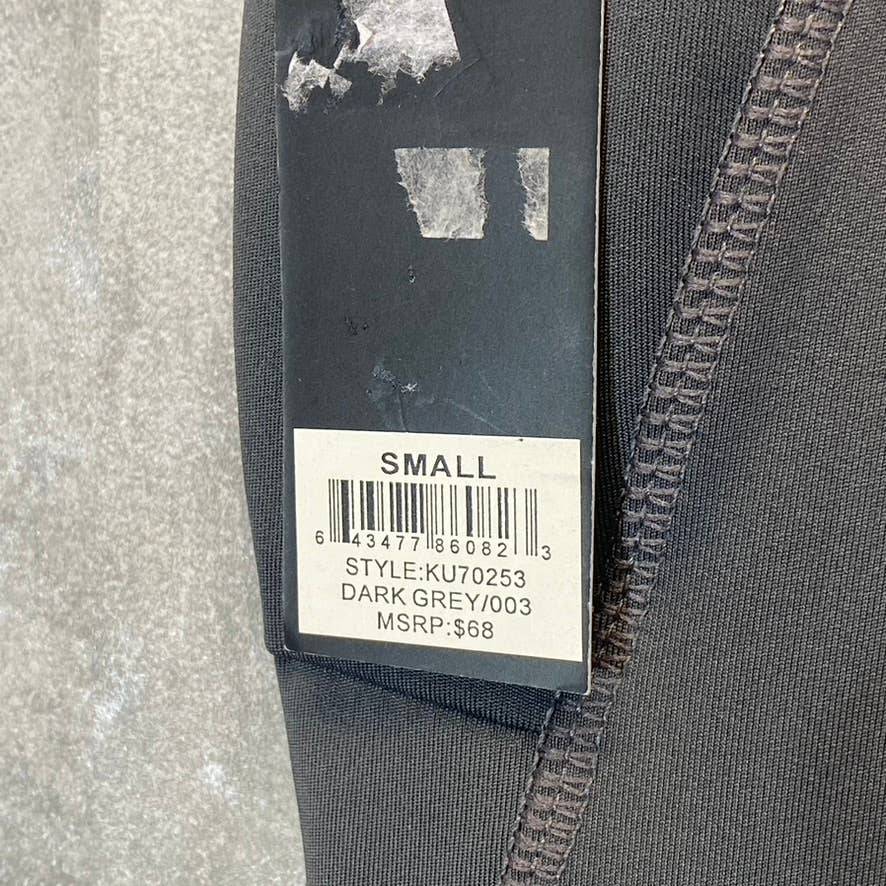 SMALL
6 43477 86082 3
STYLE:KU70253
DARK GREY/003
MSRP:$68